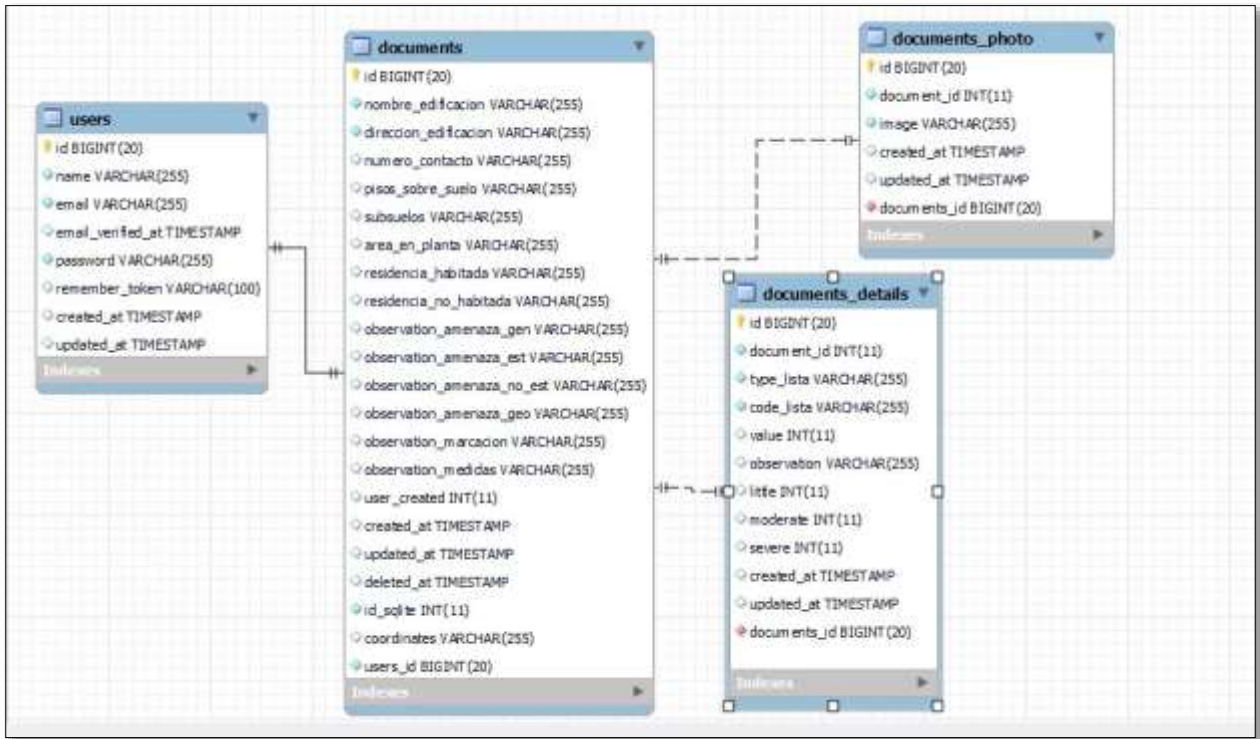 users
id BIGINT(20)
name VARCHAR(255)
email VARCHAR(255)
email_verified_at TIMESTAMP
password VARCHAR(255)
remember_token VARCHAR(100)
created_at TIMESTAMP
updated_at TIMESTAMP
Indexes
documents
id BIGINT(20)
nombre_edificacion VARCHAR(255)
direccion_edificacion VARCHAR(255)
numero_contacto VARCHAR(255)
pisos_sobre_suelo VARCHAR(255)
subsuelos VARCHAR(255)
area_en_planta VARCHAR(255)
residencia_habitada VARCHAR(255)
residencia_no_habitada VARCHAR(255)
observation_amenaza_gen VARCHAR(255)
observation_amenaza_est VARCHAR(255)
observation_amenaza_no_est VARCHAR(255)
observation_amenaza_geo VARCHAR(255)
observation_marcacion VARCHAR(255)
observation_medidas VARCHAR(255)
user_created INT(11)
created_at TIMESTAMP
updated_at TIMESTAMP
deleted_at TIMESTAMP
id_sqlite INT(11)
coordinates VARCHAR(255)
users_id BIGINT(20)
Indexes
documents_photo
id BIGINT(20)
document_id INT(11)
image VARCHAR(255)
created_at TIMESTAMP
updated_at TIMESTAMP
documents_id BIGINT(20)
Indexes
documents_details
id BIGINT(20)
document_id INT(11)
type_lista VARCHAR(255)
code_lista VARCHAR(255)
value INT(11)
observation VARCHAR(255)
little INT(11)
moderate INT(11)
severe INT(11)
created_at TIMESTAMP
updated_at TIMESTAMP
documents_id BIGINT(20)
Indexes